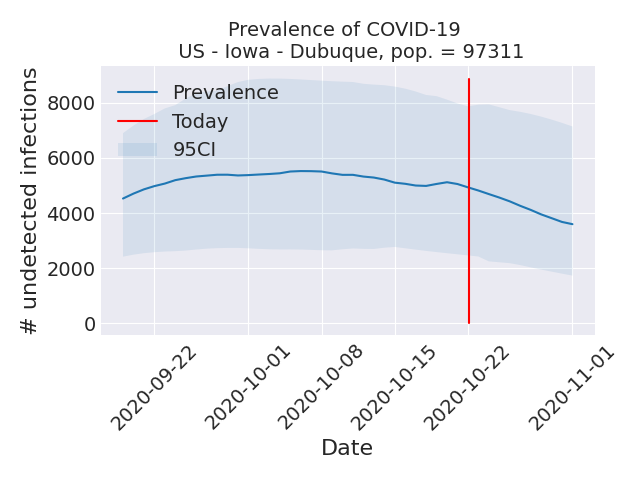 Prevalence of COVID-19
US - Iowa - Dubuque, pop. = 97311
# undetected infections
8000
6000
4000
2000
0
Prevalence
Today
95CI
2020-09-22
2020-10-01
2020-10-08
2020-10-15
2020-10-22
2020-11-01
Date